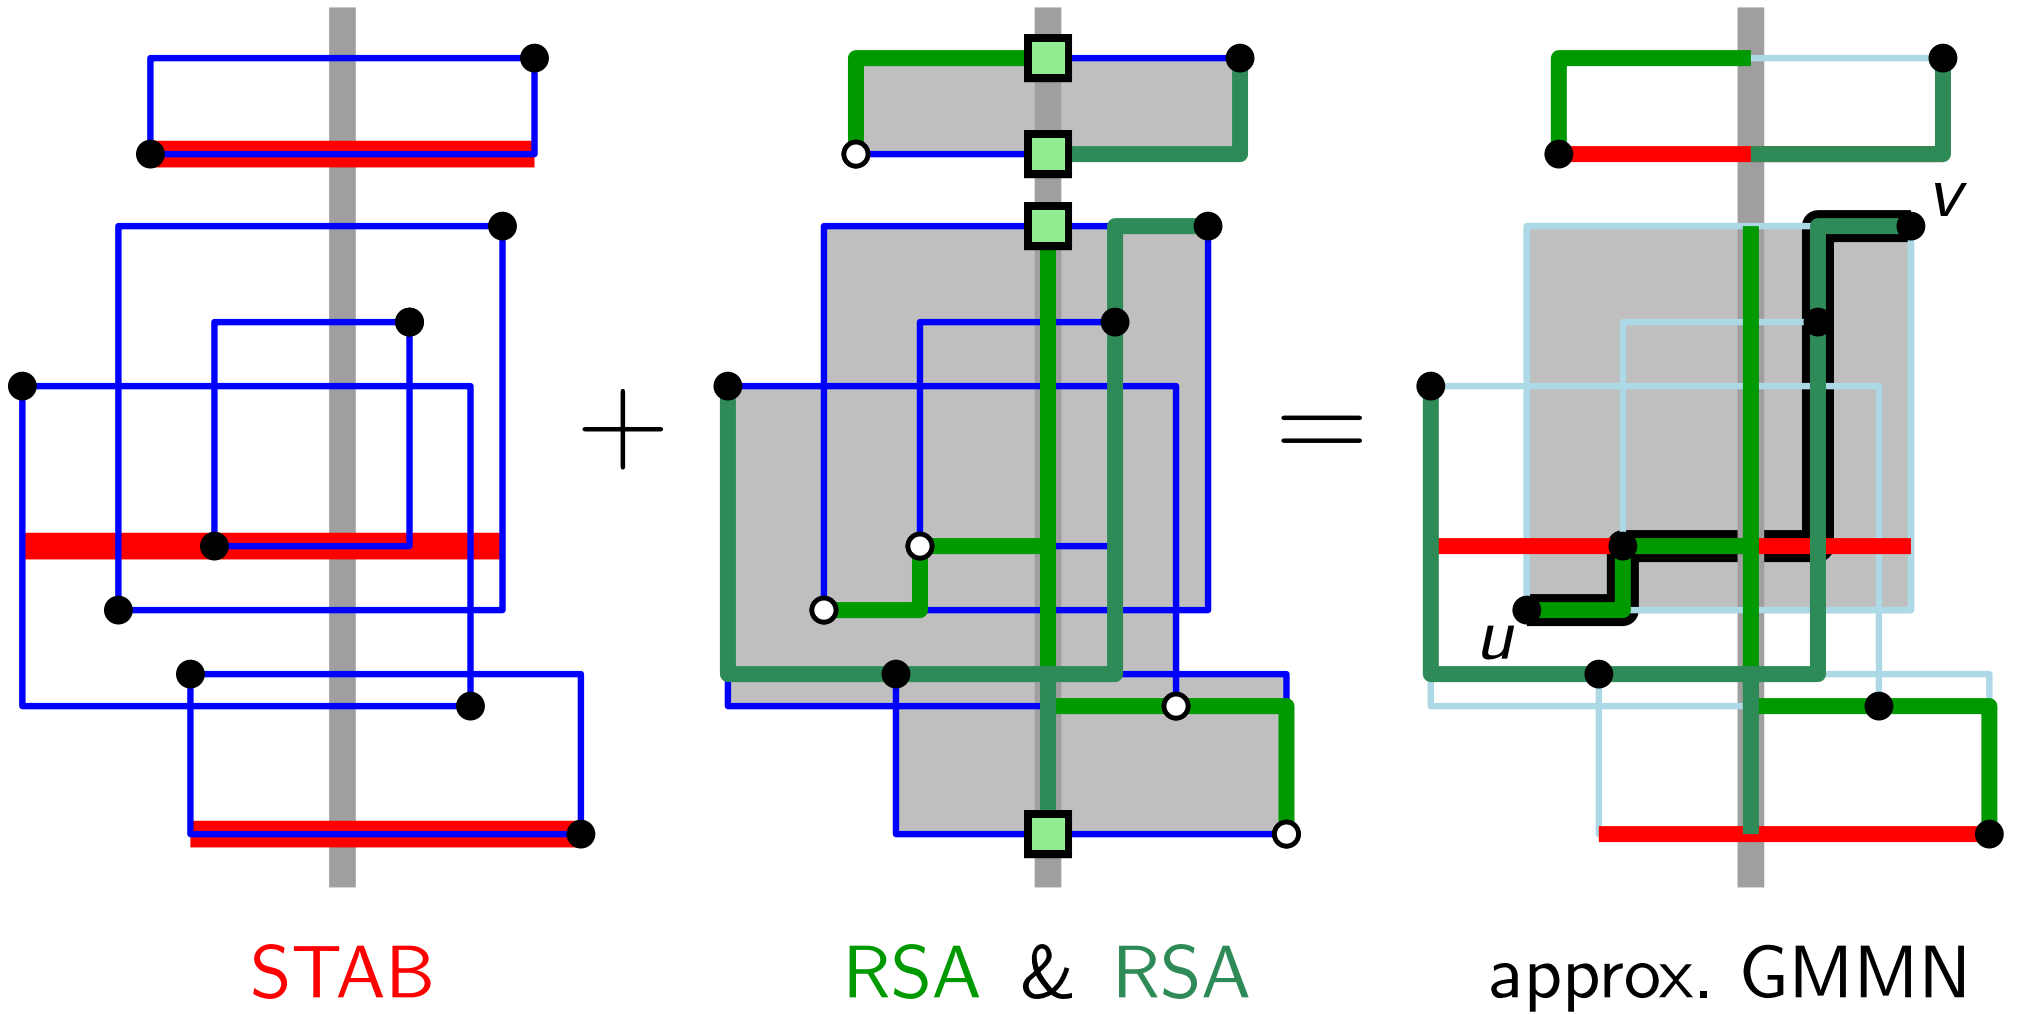 v
+
=
u
STAB
RSA & RSA
approx. GMMN